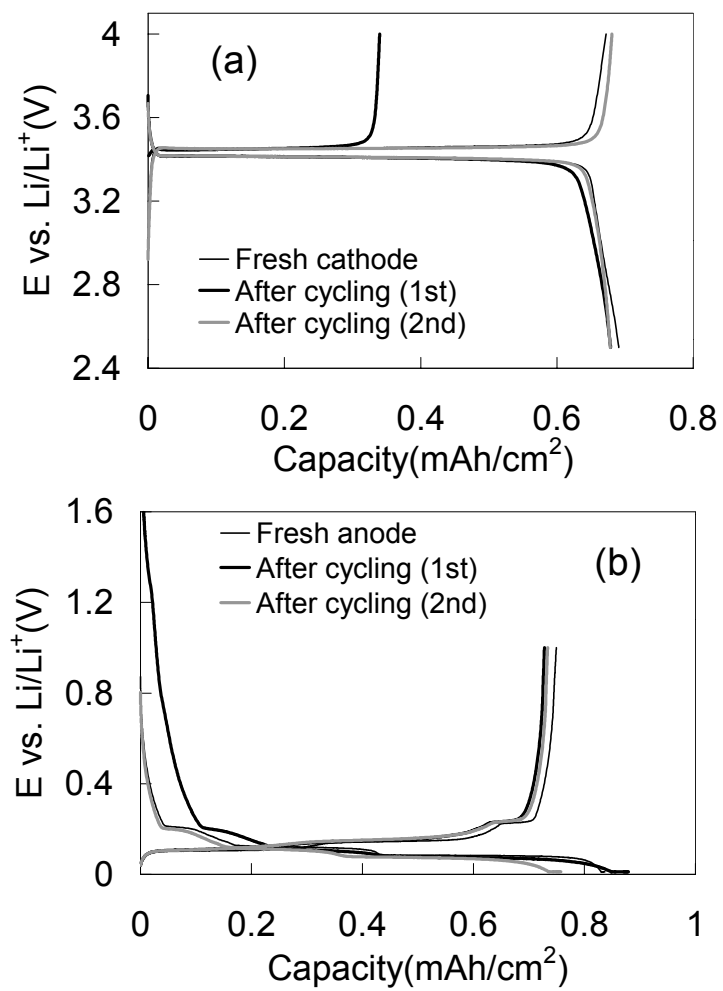 4
(a)
3.6
3.2
2.8
2.4
E vs. Li/Li⁺(V)
Fresh cathode
After cycling (1st)
After cycling (2nd)
0 0.2 0.4 0.6 0.8
Capacity(mAh/cm²)
1.6
1.2
0.8
0.4
0
E vs. Li/Li⁺(V)
Fresh anode
After cycling (1st)
After cycling (2nd)
(b)
0 0.2 0.4 0.6 0.8 1
Capacity(mAh/cm²)